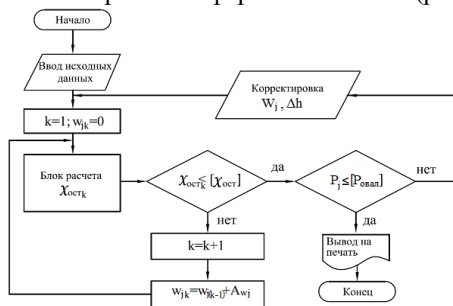 Начало
Ввод исходных
данных
Корректировка
Wj , Δh
k=1; wjk=0
Блок расчета
χостk
χостk< [χост]
да
Pj≤[Pовал]
нет
нет
да
k=k+1
Вывод на
печать
wjk=wj(k-1)+Awj
Конец